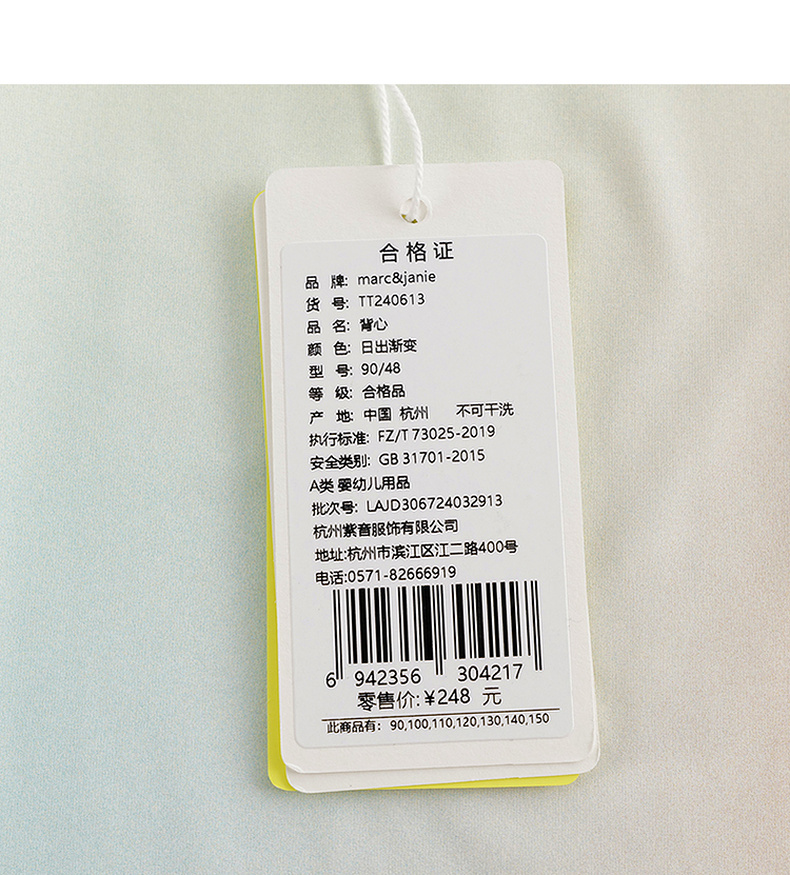 合格证
品 牌: marc&janie
货 号: TT240613
品 名: 背心
颜 色: 日出渐变
型 号: 90/48
等 级: 合格品
产 地: 中国 杭州 不可干洗
执行标准: FZ/T 73025-2019
安全类别: GB 31701-2015
A类 婴幼儿用品
批次号: LAJD306724032913
杭州紫音服饰有限公司
地址:杭州市滨江区江二路400号
电话:0571-82666919
6 942356 304217
零售价:¥248 元
此商品有: 90,100,110,120,130,140,150